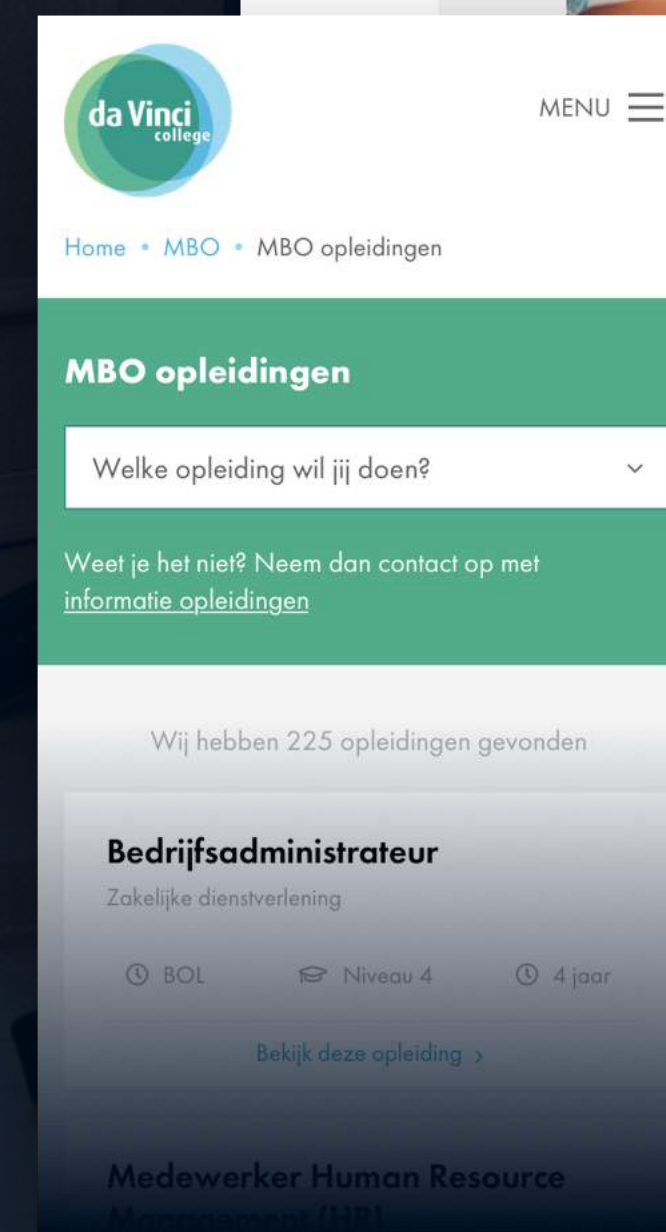 da Vinci
college
MENU
Home • MBO • MBO opleidingen
MBO opleidingen
Welke opleiding wil jij doen?
Weet je het niet? Neem dan contact op met
informatie opleidingen
Wij hebben 225 opleidingen gevonden
Bedrijfsadministrateur
Zakelijke dienstverlening
BOL Niveau 4 4 jaar
Bekijk deze opleiding ›
Medewerker Human Resource
Management (HR)